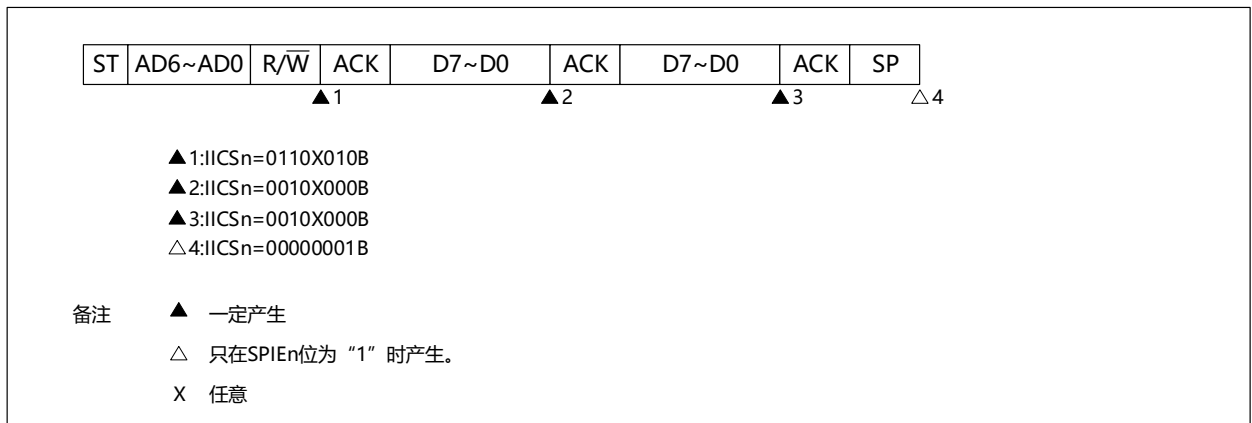 ST AD6~AD0 R/W̅ ACK D7~D0 ACK D7~D0 ACK SP
▲1 ▲2 ▲3 △4
▲1:IICSn=0110X010B
▲2:IICSn=0010X000B
▲3:IICSn=0010X000B
△4:IICSn=00000001B
备注 ▲ 一定产生
△ 只在SPIEn位为“1”时产生。
X 任意